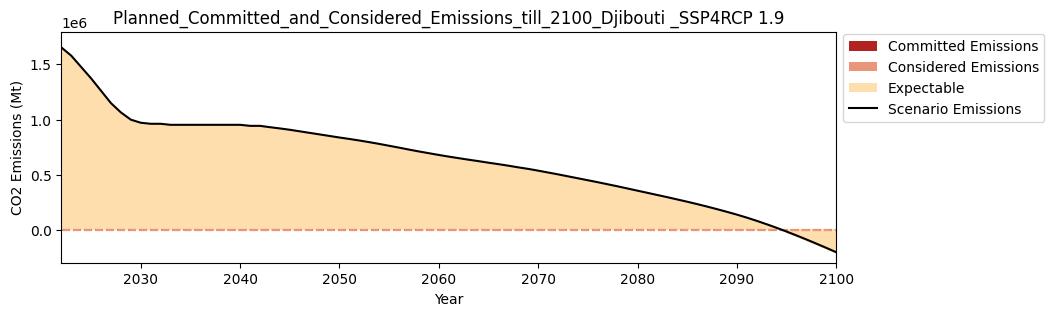 Planned_Committed_and_Considered_Emissions_till_2100_Djibouti _SSP4RCP 1.9
1e6
CO2 Emissions (Mt)
1.5
1.0
0.5
0.0
2030 2040 2050 2060 2070 2080 2090 2100
Year
Committed Emissions
Considered Emissions
Expectable
Scenario Emissions